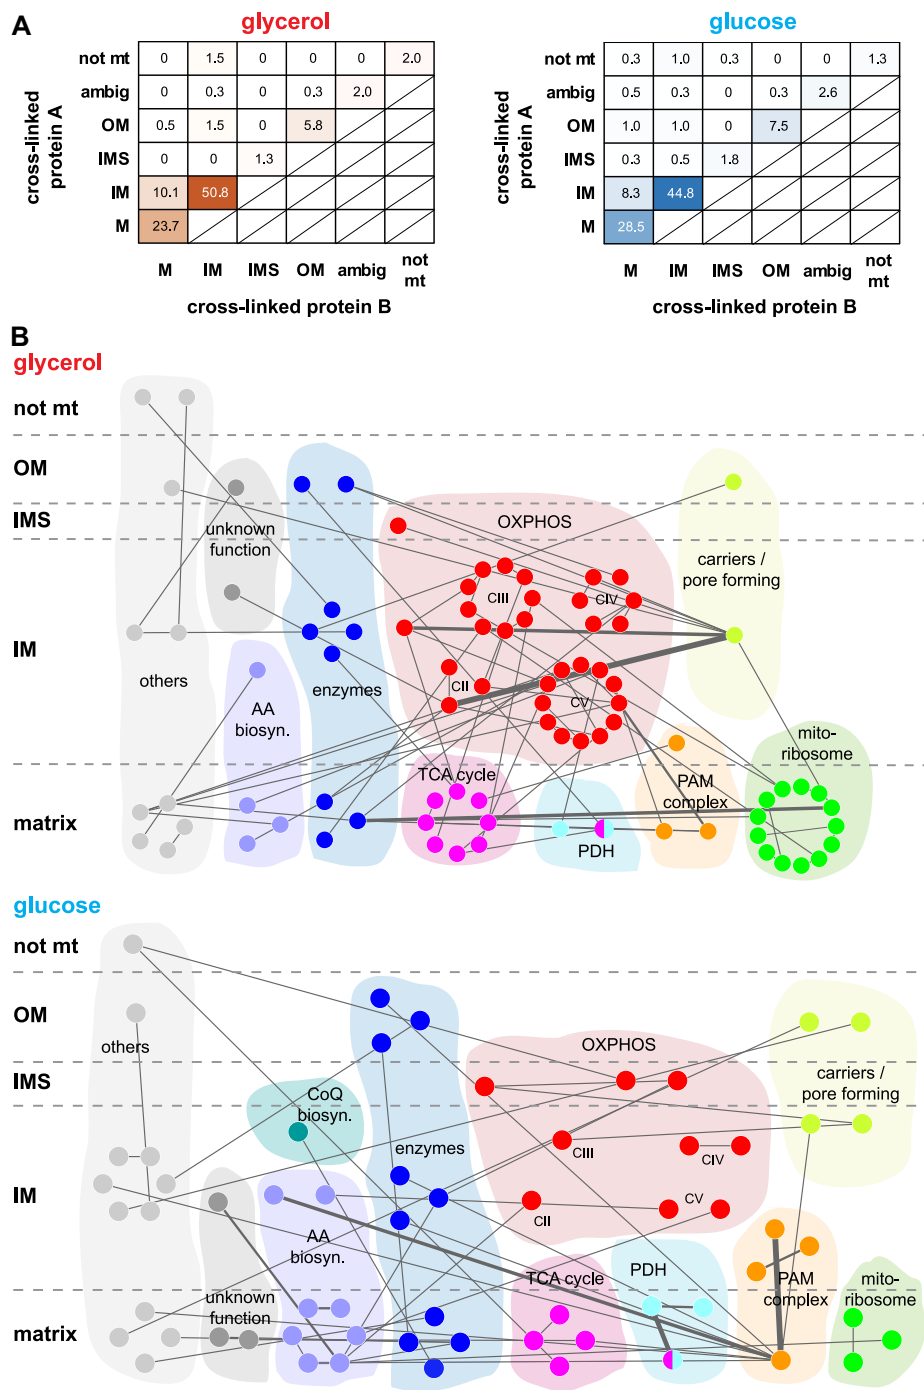 A
glycerol
glucose
cross-linked
protein A
not mt 0 1.5 0 0 0 2.0
ambig 0 0.3 0 0.3 2.0
OM 0.5 1.5 0 5.8
IMS 0 0 1.3
IM 10.1 50.8
M 23.7
M IM IMS OM ambig not
mt
cross-linked protein B
cross-linked
protein A
not mt 0.3 1.0 0.3 0 0 1.3
ambig 0.5 0.3 0 0.3 2.6
OM 1.0 1.0 0 7.5
IMS 0.3 0.5 1.8
IM 8.3 44.8
M 28.5
M IM IMS OM ambig not
mt
cross-linked protein B
B
glycerol
not mt
OM
IMS
OXPHOS
unknown
function
carriers /
pore forming
CIII
CIV
IM
others
enzymes
CII
CV
AA
biosyn.
mito-
ribosome
TCA cycle
PAM
complex
matrix
PDH
glucose
not mt
OM
others
OXPHOS
IMS
CoQ
biosyn.
carriers /
pore forming
enzymes
CIII
CIV
IM
CII
CV
AA
biosyn.
TCA cycle
PDH
PAM
complex
mito-
ribosome
unknown
function
matrix